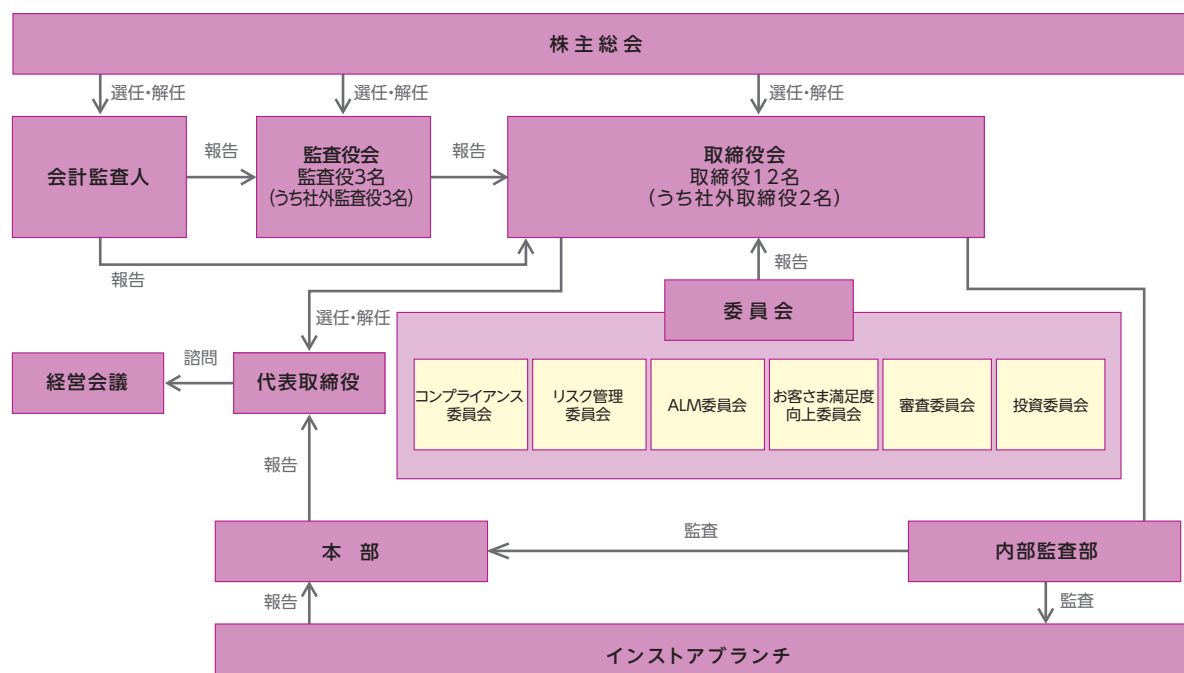 株主総会
選任・解任
選任・解任
選任・解任
会計監査人
報告
監査役会
監査役3名
(うち社外監査役3名)
報告
取締役会
取締役12名
(うち社外取締役2名)
報告
報告
選任・解任
委員会
経営会議
諮問
代表取締役
コンプライアンス
委員会
リスク管理
委員会
ALM委員会
お客さま満足度
向上委員会
審査委員会
投資委員会
報告
本 部
監査
内部監査部
報告
監査
インストアブランチ